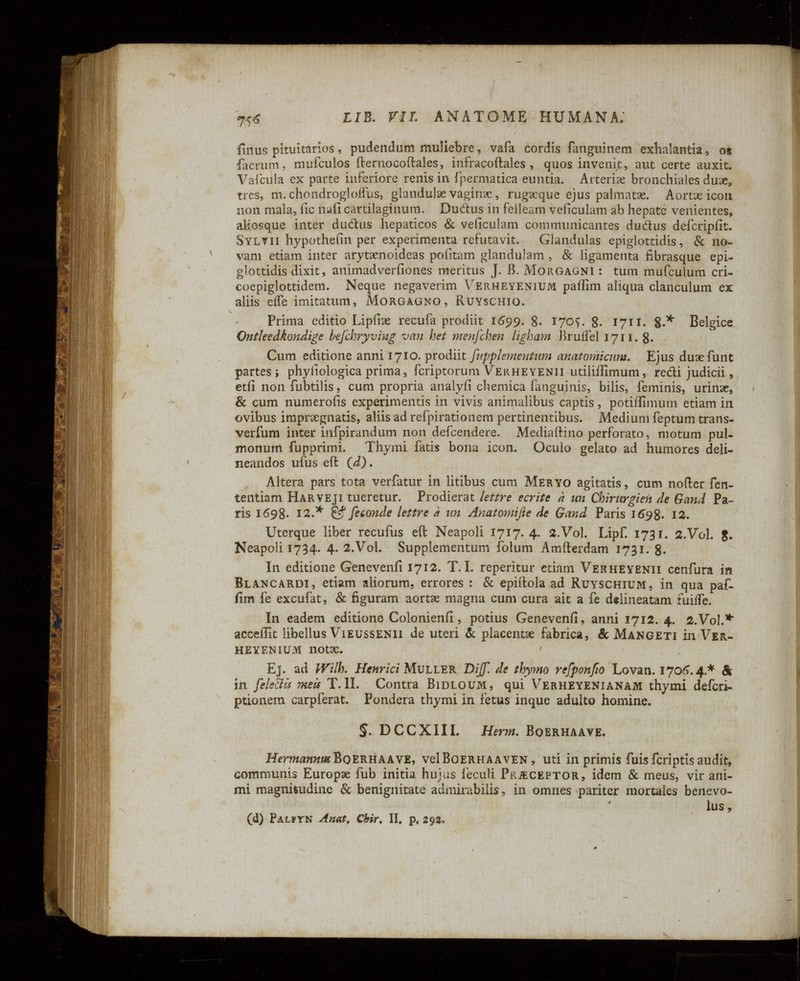 756 LIB. VII. ANATOME HUMANA.
ſinus pituitarios, pudendum muliebre, vaſa cordis ſanguinem exhalantia, os
ſacrum, muſculos ſternocoſtales, infracoſtales, quos invenit, aut certe auxit.
Vaſcula ex parte inferiore renis in ſpermatica euntia. Arteriæ bronchiales duæ,
tres, m. chondrogloſſus, glandulæ vaginæ, rugæque ejus palmatæ. Aortæ icon
non mala, ſic naſi cartilaginum. Ductus in felleam veſiculam ab hepate venientes,
aliosque inter ductus hepaticos & veſiculam communicantes ductus deſcripſit.
SYLVII hypotheſin per experimenta refutavit. Glandulas epiglottidis, & no-
vam etiam inter arytænoideas poſitam glandulam, & ligamenta fibrasque epi-
glottidis dixit, animadverſiones meritus J. B. MORGAGNI: tum muſculum cri-
coepiglottidem. Neque negaverim VERHEYENIUM paſſim aliqua clanculum ex
aliis eſſe imitatum, MORGAGNO, RUYSCHIO.
Prima editio Lipſiæ recuſa prodiit 1699. 8. 1705. 8. 1711. 8.* Belgice
Ontleedkondige beſchryving van het menſchen ligham Bruſſel 1711. 8.
Cum editione anni 1710. prodiit ſupplementum anatomicum. Ejus duæ ſunt
partes; phyſiologica prima, ſcriptorum VERHEYENII utiliſſimum, recti judicii,
etſi non ſubtilis, cum propria analyſi chemica ſanguinis, bilis, ſeminis, urinæ,
& cum numeroſis experimentis in vivis animalibus captis, potiſſimum etiam in
ovibus imprægnatis, aliis ad reſpirationem pertinentibus. Medium ſeptum trans-
verſum inter inſpirandum non deſcendere. Mediaſtino perforato, motum pul-
monum ſupprimi. Thymi ſatis bona icon. Oculo gelato ad humores deli-
neandos uſus eſt (d).
Altera pars tota verſatur in litibus cum MERYO agitatis, cum noſter ſen-
tentiam HARVEJI tueretur. Prodierat lettre ecrite à un Chirurgien de Gand Pa-
ris 1698. 12.* & ſeconde lettre à un Anatomiſte de Gand Paris 1698. 12.
Uterque liber recuſus eſt Neapoli 1717. 4. 2.Vol. Lipſ. 1731. 2.Vol. 8.
Neapoli 1734. 4. 2.Vol. Supplementum ſolum Amſterdam 1731. 8.
In editione Genevenſi 1712. T. I. reperitur etiam VERHEYENII cenſura in
BLANCARDI, etiam aliorum, errores: & epiſtola ad RUYSCHIUM, in qua paſ-
ſim ſe excuſat, & figuram aortæ magna cum cura ait a ſe delineatam fuiſſe.
In eadem editione Colonienſi, potius Genevenſi, anni 1712. 4. 2.Vol.*
acceſſit libellus VIEUSSENII de uteri & placentæ fabrica, & MANGETI in VER-
HEYENIUM notæ.
Ej. ad Wilh. Henrici MULLER Diſſ. de thymo reſponſio Lovan. 1706. 4.* &
in ſelectis meis T. II. Contra BIDLOUM, qui VERHEYENIANAM thymi deſcri-
ptionem carpſerat. Pondera thymi in fetus inque adulto homine.
§. DCCXIII. Herm. BOERHAAVE.
Hermannus BOERHAAVE, vel BOERHAAVEN, uti in primis ſuis ſcriptis audit,
communis Europæ ſub initia hujus ſeculi PRÆCEPTOR, idem & meus, vir ani-
mi magnitudine & benignitate admirabilis, in omnes pariter mortales benevo-
lus,
(d) PALFYN Anat. Chir. II. p. 292.